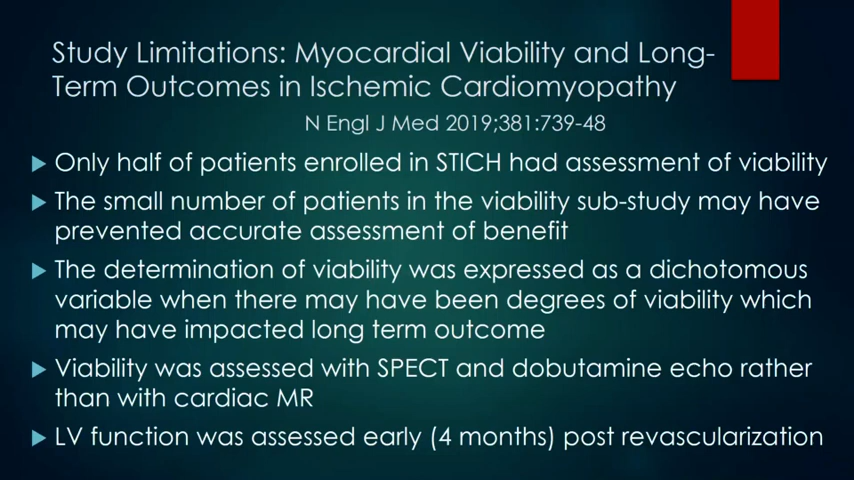 Study Limitations: Myocardial Viability and Long-
Term Outcomes in Ischemic Cardiomyopathy
N Engl J Med 2019;381:739-48
Only half of patients enrolled in STICH had assessment of viability
The small number of patients in the viability sub-study may have
prevented accurate assessment of benefit
The determination of viability was expressed as a dichotomous
variable when there may have been degrees of viability which
may have impacted long term outcome
Viability was assessed with SPECT and dobutamine echo rather
than with cardiac MR
LV function was assessed early (4 months) post revascularization